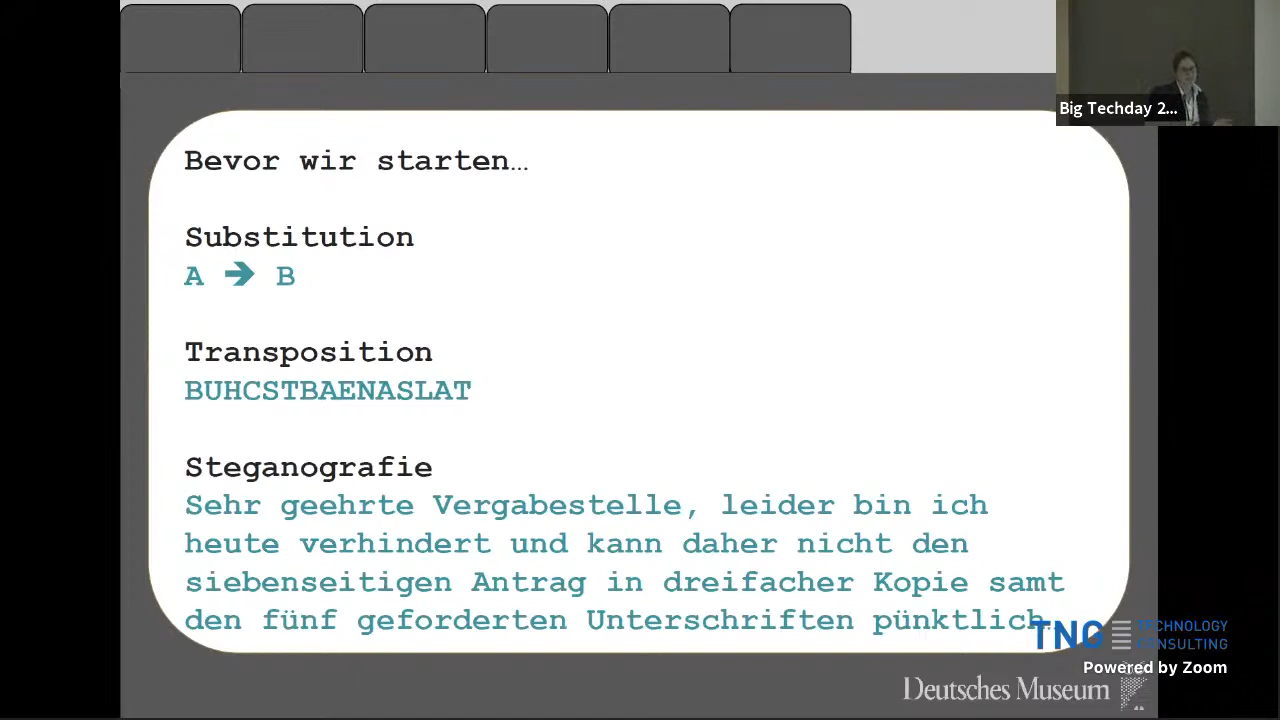 Big Techday 2...
Bevor wir starten…
Substitution
A ➔ B
Transposition
BUHCSTBAENASLAT
Steganografie
Sehr geehrte Vergabestelle, leider bin ich
heute verhindert und kann daher nicht den
siebenseitigen Antrag in dreifacher Kopie samt
den fünf geforderten Unterschriften pünktlich
TNG TECHNOLOGY
CONSULTING
Powered by Zoom
Deutsches Museum